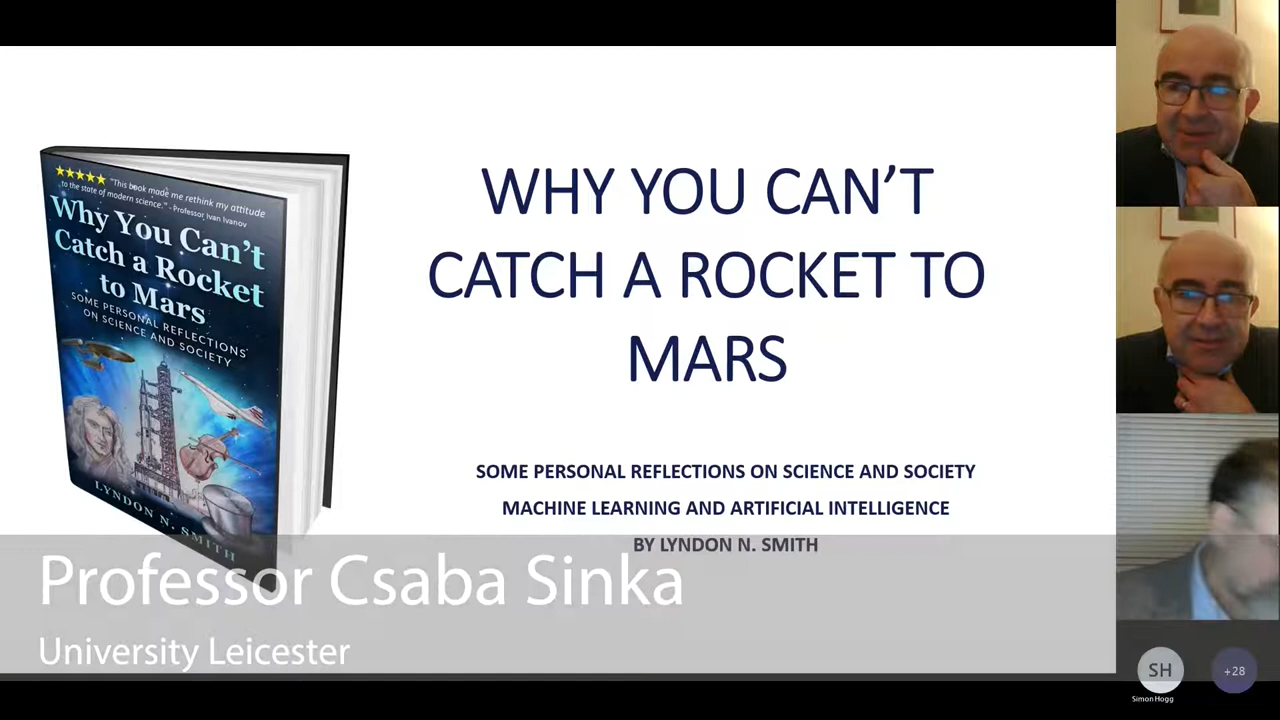 ★★★★★ "This book made me rethink my attitude
to the state of modern science." - Professor Ivan Ivanov
Why You Can't
Catch a Rocket
to Mars
SOME PERSONAL REFLECTIONS
ON SCIENCE AND SOCIETY
LYNDON N. SMITH
WHY YOU CAN’T
CATCH A ROCKET TO
MARS
SOME PERSONAL REFLECTIONS ON SCIENCE AND SOCIETY
MACHINE LEARNING AND ARTIFICIAL INTELLIGENCE
BY LYNDON N. SMITH
Professor Csaba Sinka
University Leicester
SH
+28
Simon Hogg